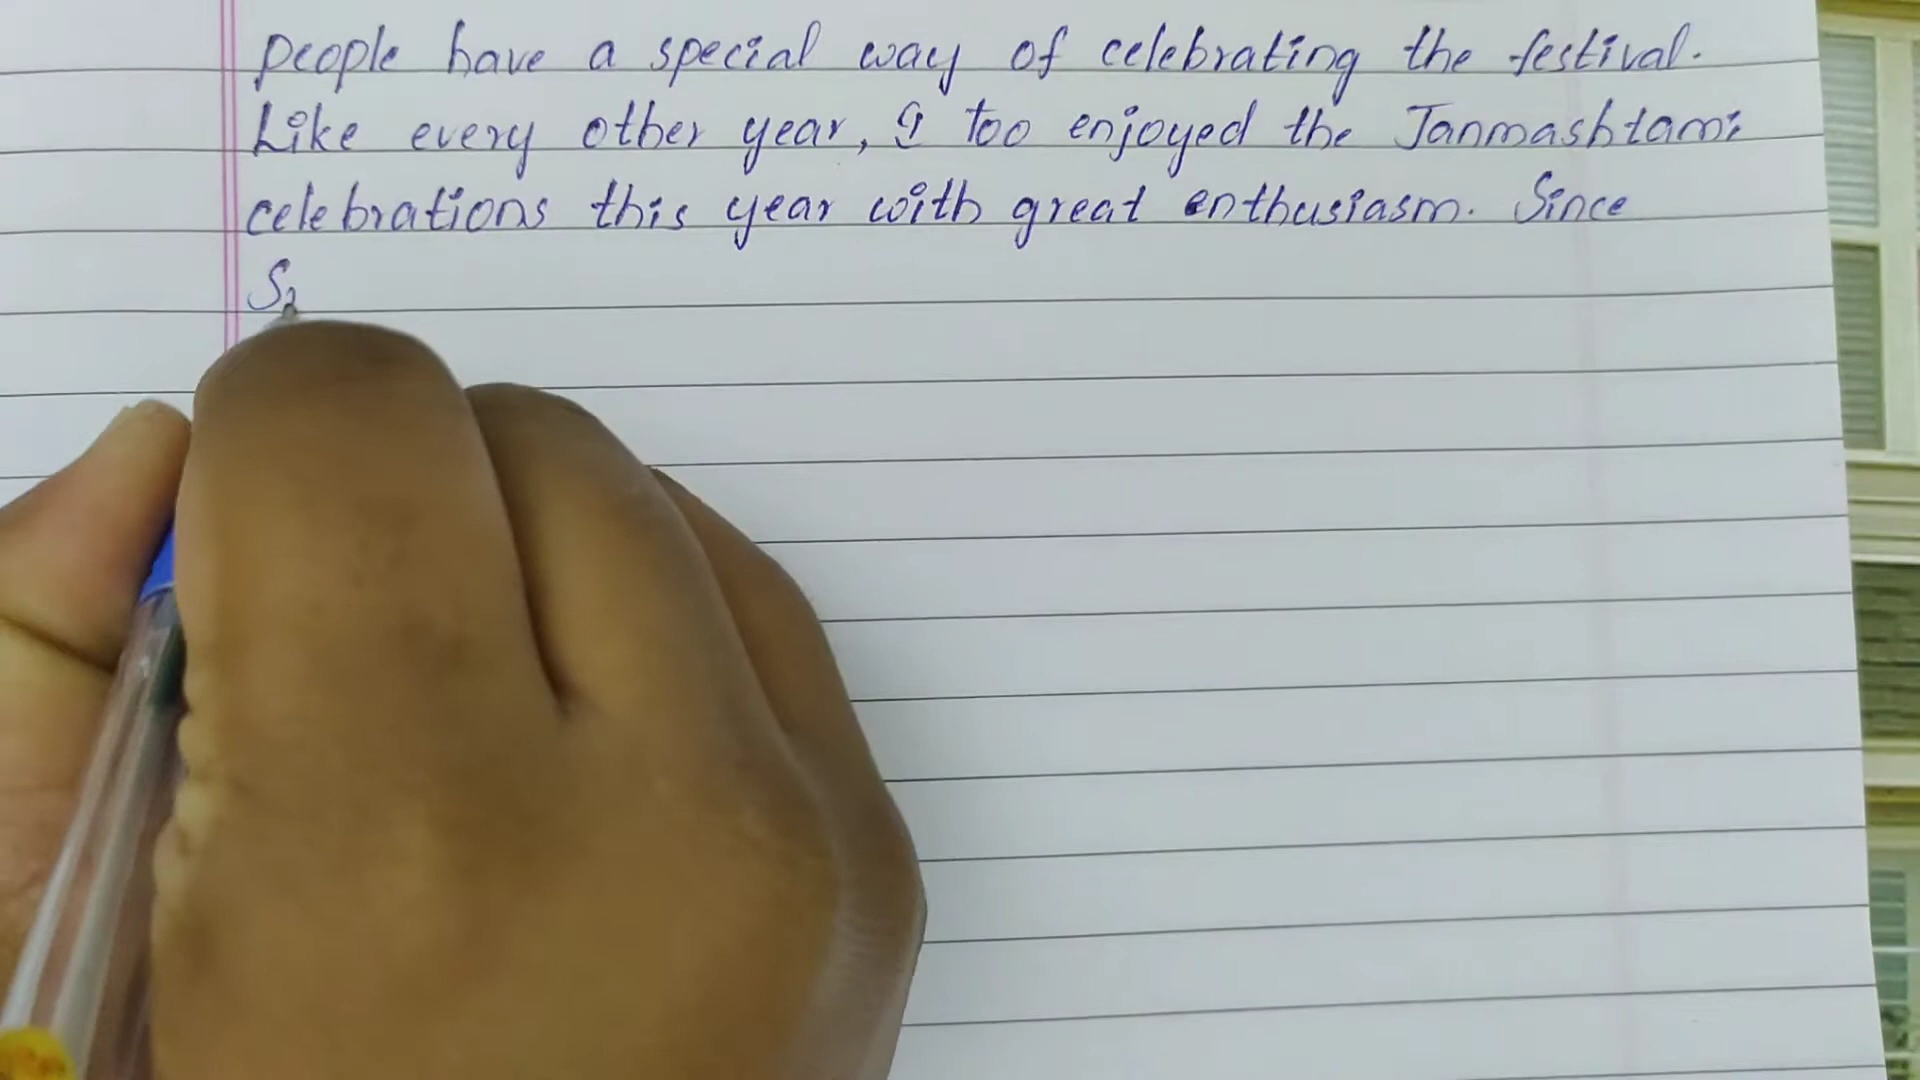 people have a special way of celebrating the festival.
Like every other year, I too enjoyed the Janmashtami
celebrations this year with great enthusiasm. Since
S